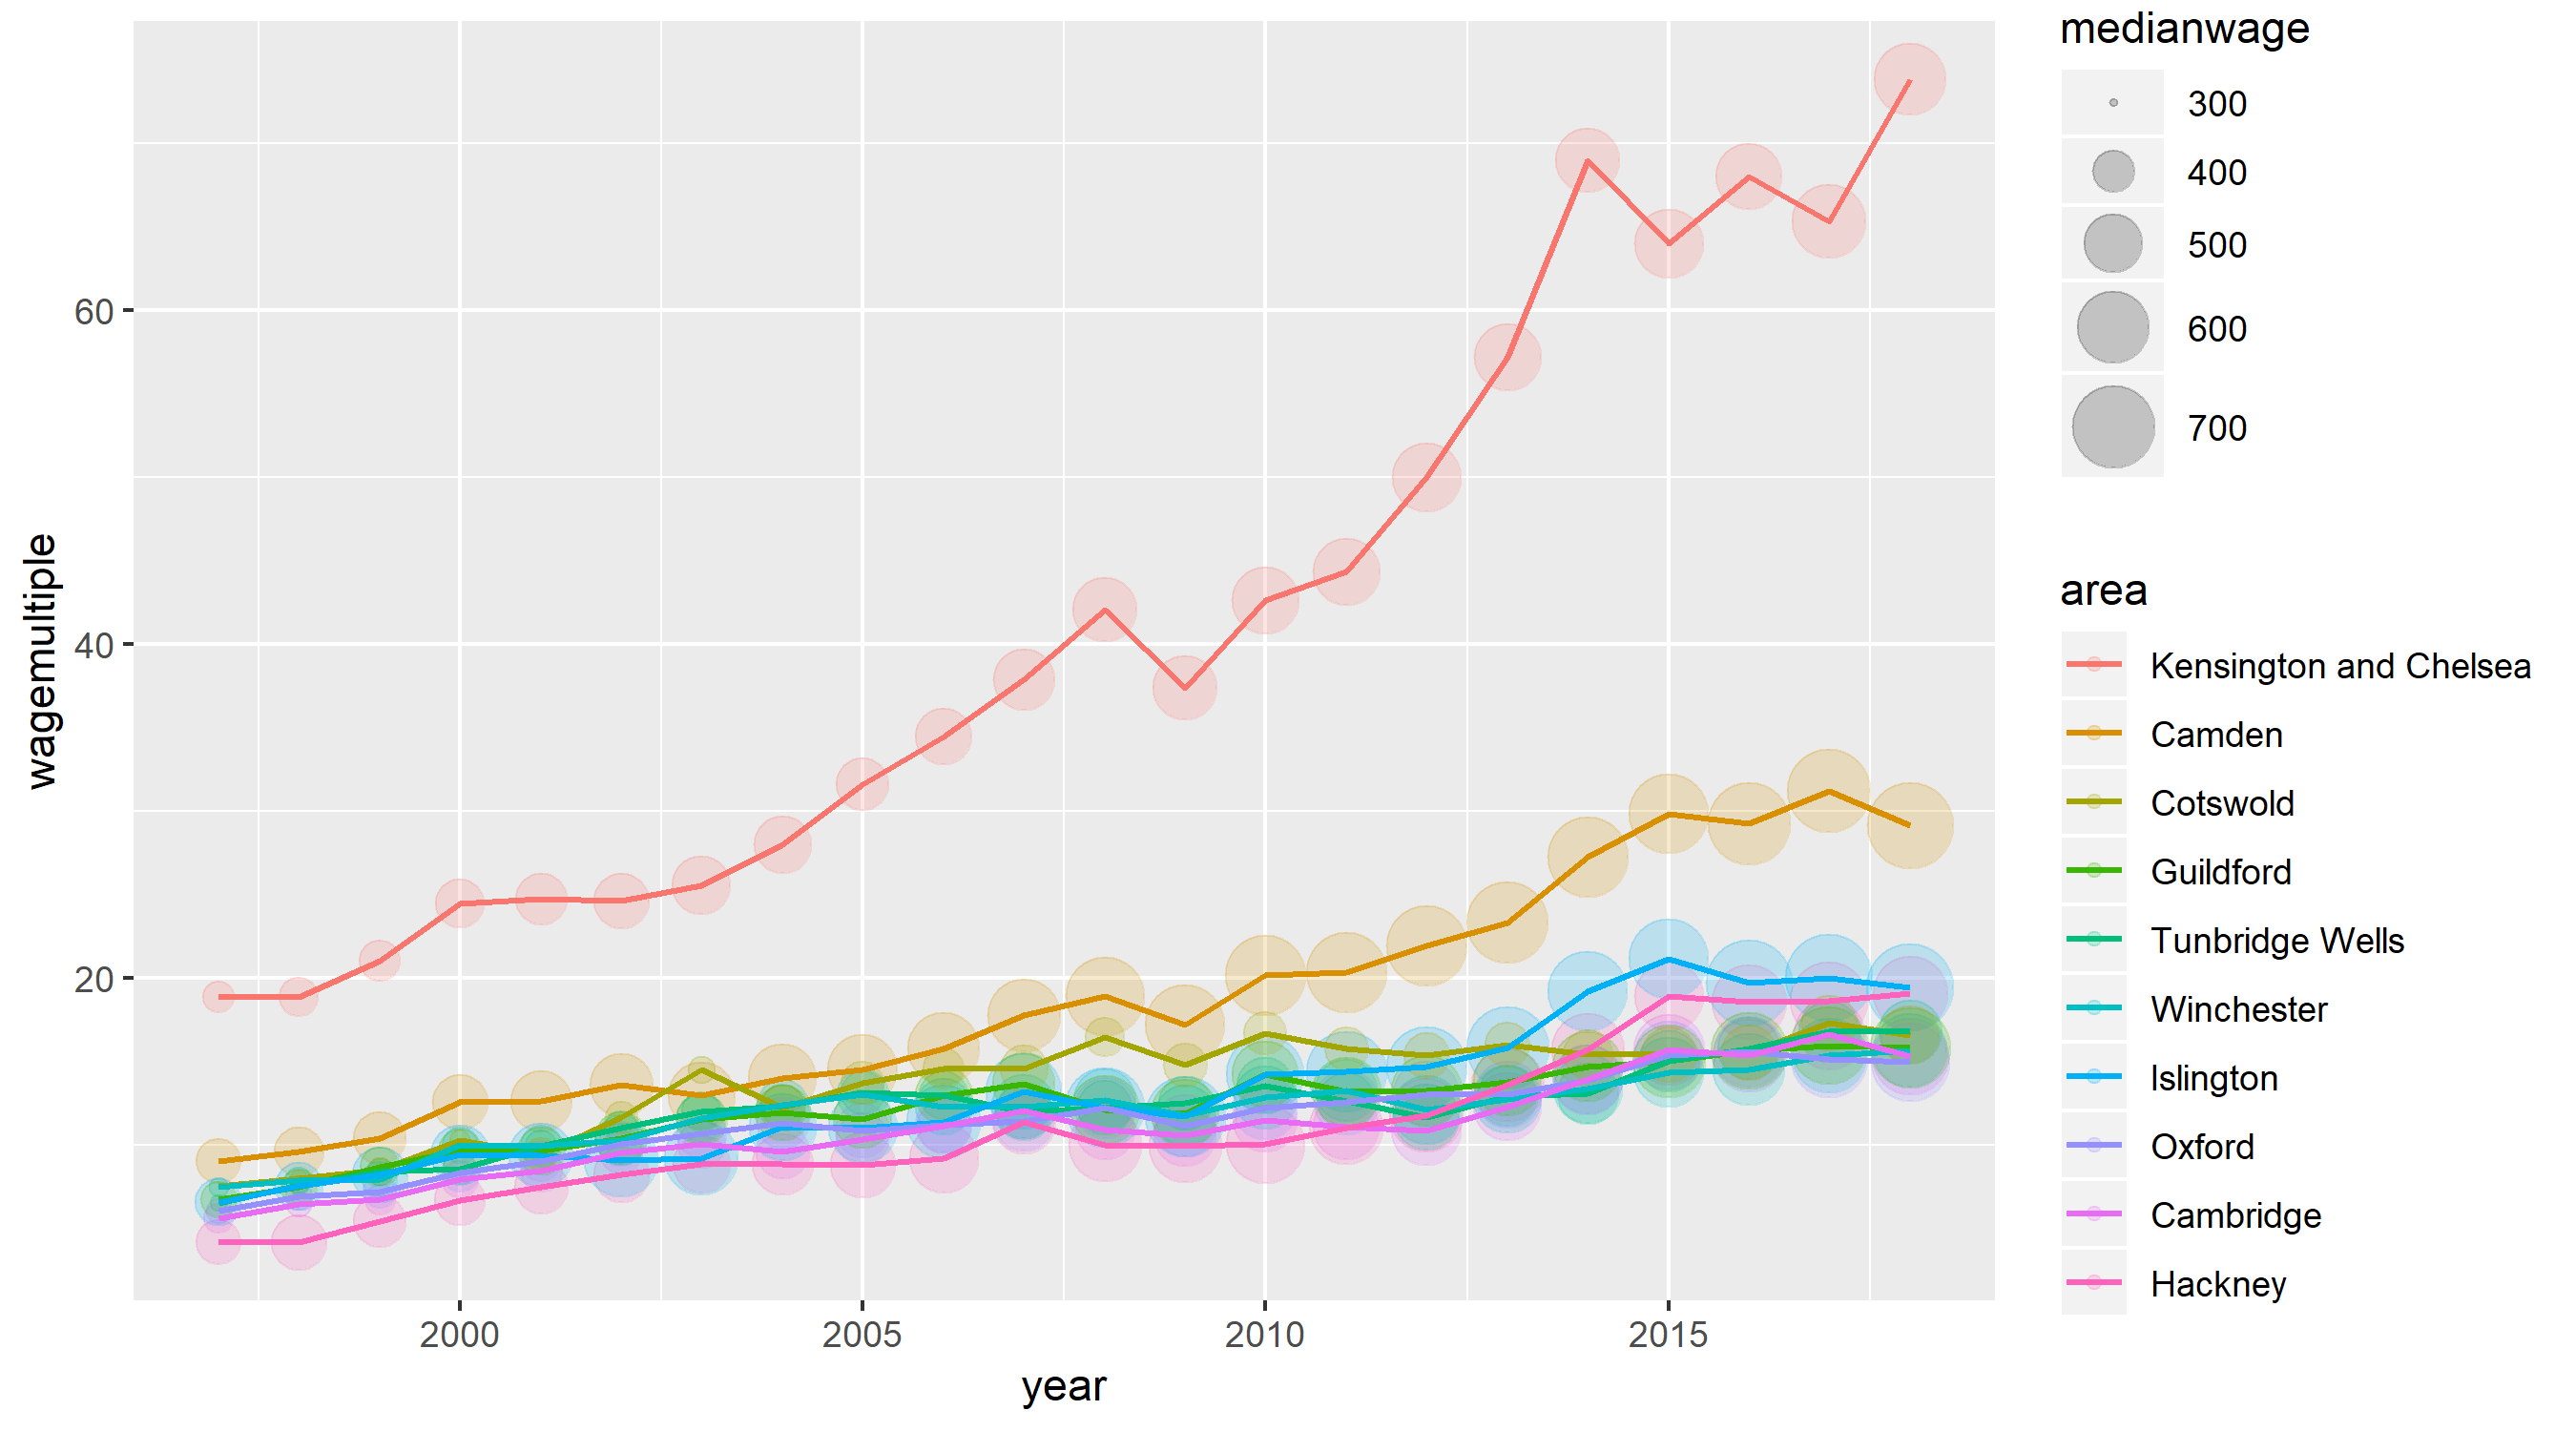 wagemultiple
60
40
20
2000 2005 2010 2015
year
medianwage
300
400
500
600
700
area
Kensington and Chelsea
Camden
Cotswold
Guildford
Tunbridge Wells
Winchester
Islington
Oxford
Cambridge
Hackney